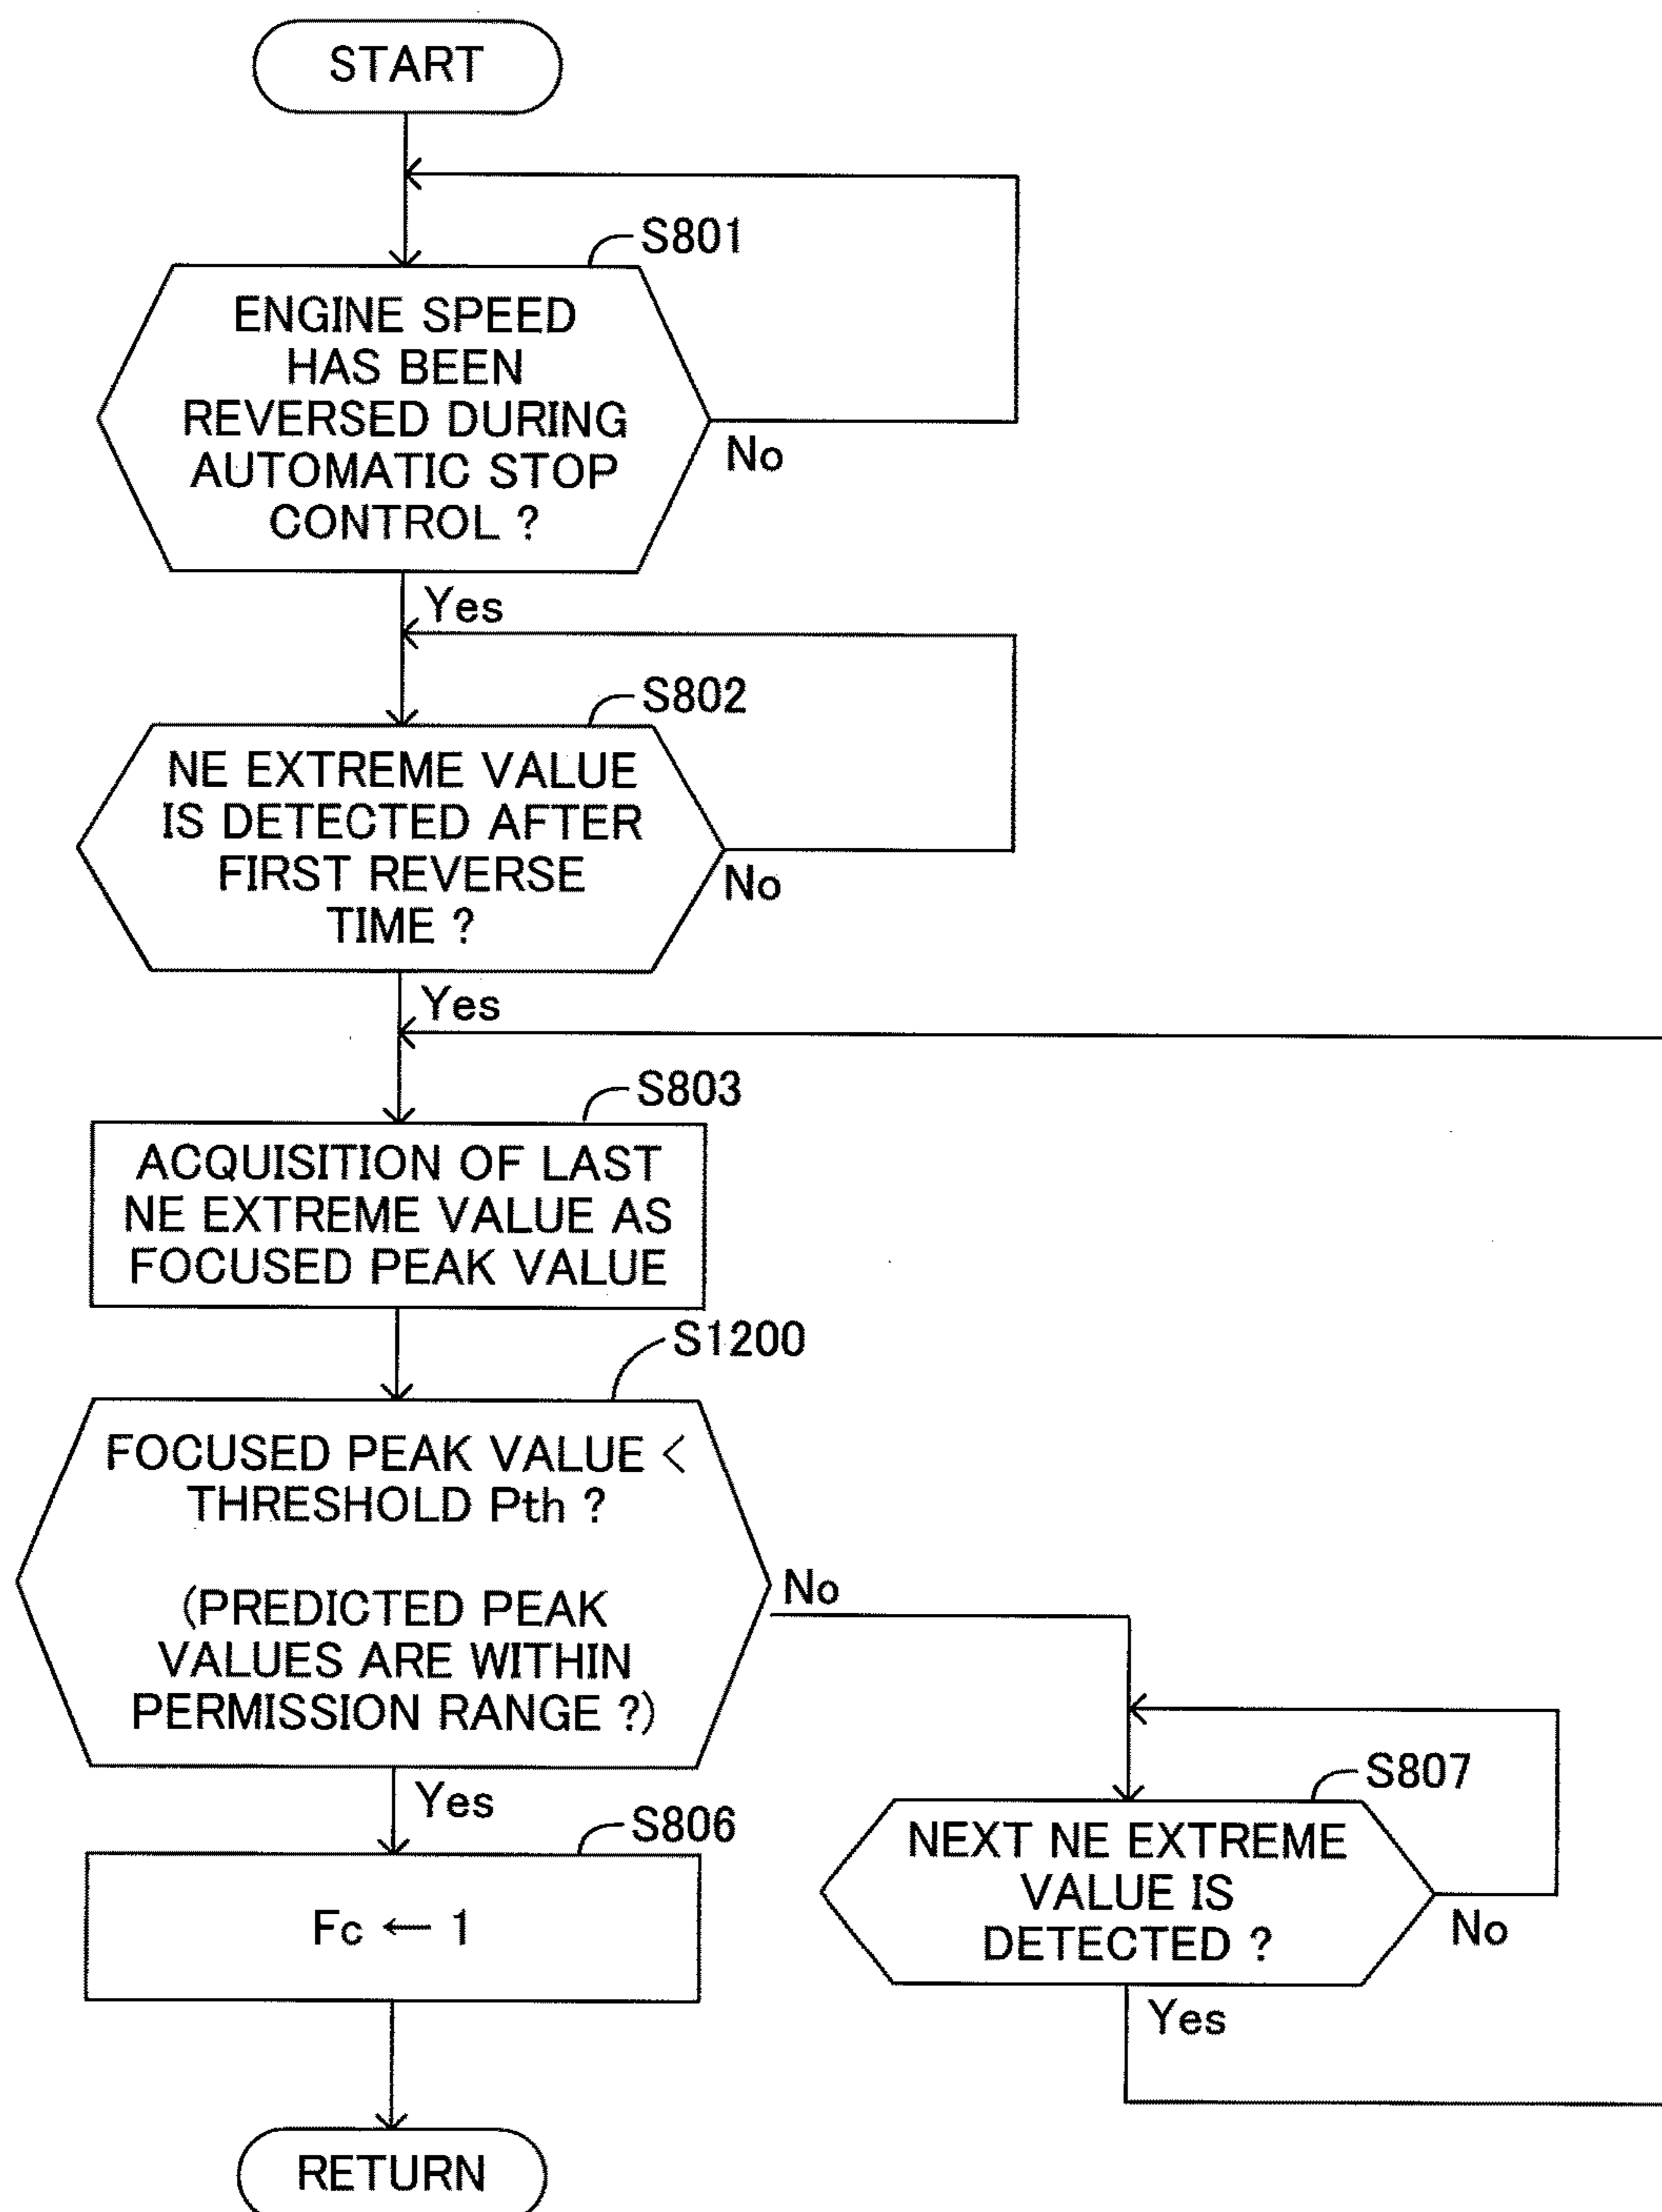 START
S801
ENGINE SPEED
HAS BEEN
REVERSED DURING
AUTOMATIC STOP
CONTROL ?
No
Yes
S802
NE EXTREME VALUE
IS DETECTED AFTER
FIRST REVERSE
TIME ?
No
Yes
S803
ACQUISITION OF LAST
NE EXTREME VALUE AS
FOCUSED PEAK VALUE
S1200
FOCUSED PEAK VALUE <
THRESHOLD Pth ?
(PREDICTED PEAK
VALUES ARE WITHIN
PERMISSION RANGE ?)
No
Yes
S806
Fc ← 1
S807
NEXT NE EXTREME
VALUE IS
DETECTED ?
No
Yes
RETURN